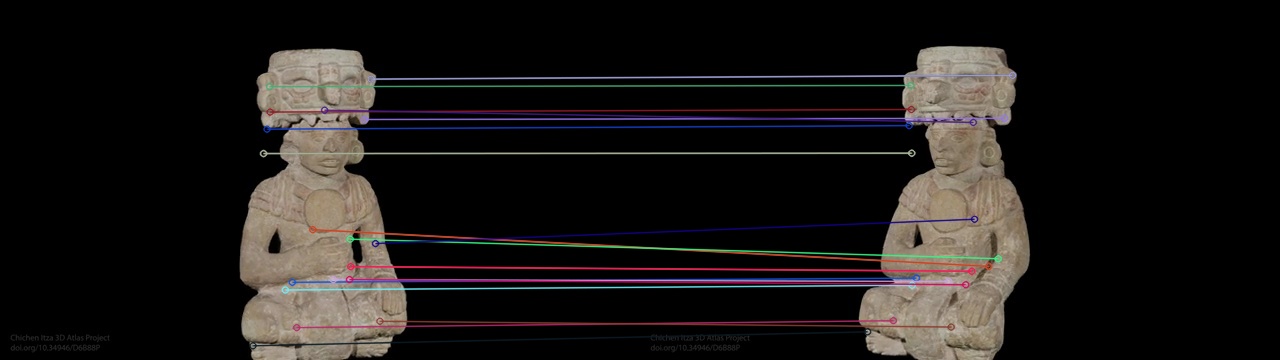 Chichen Itza 3D Atlas Project
doi.org/10.34946/D6B88P
Chichen Itza 3D Atlas Project
doi.org/10.34946/D6B88P